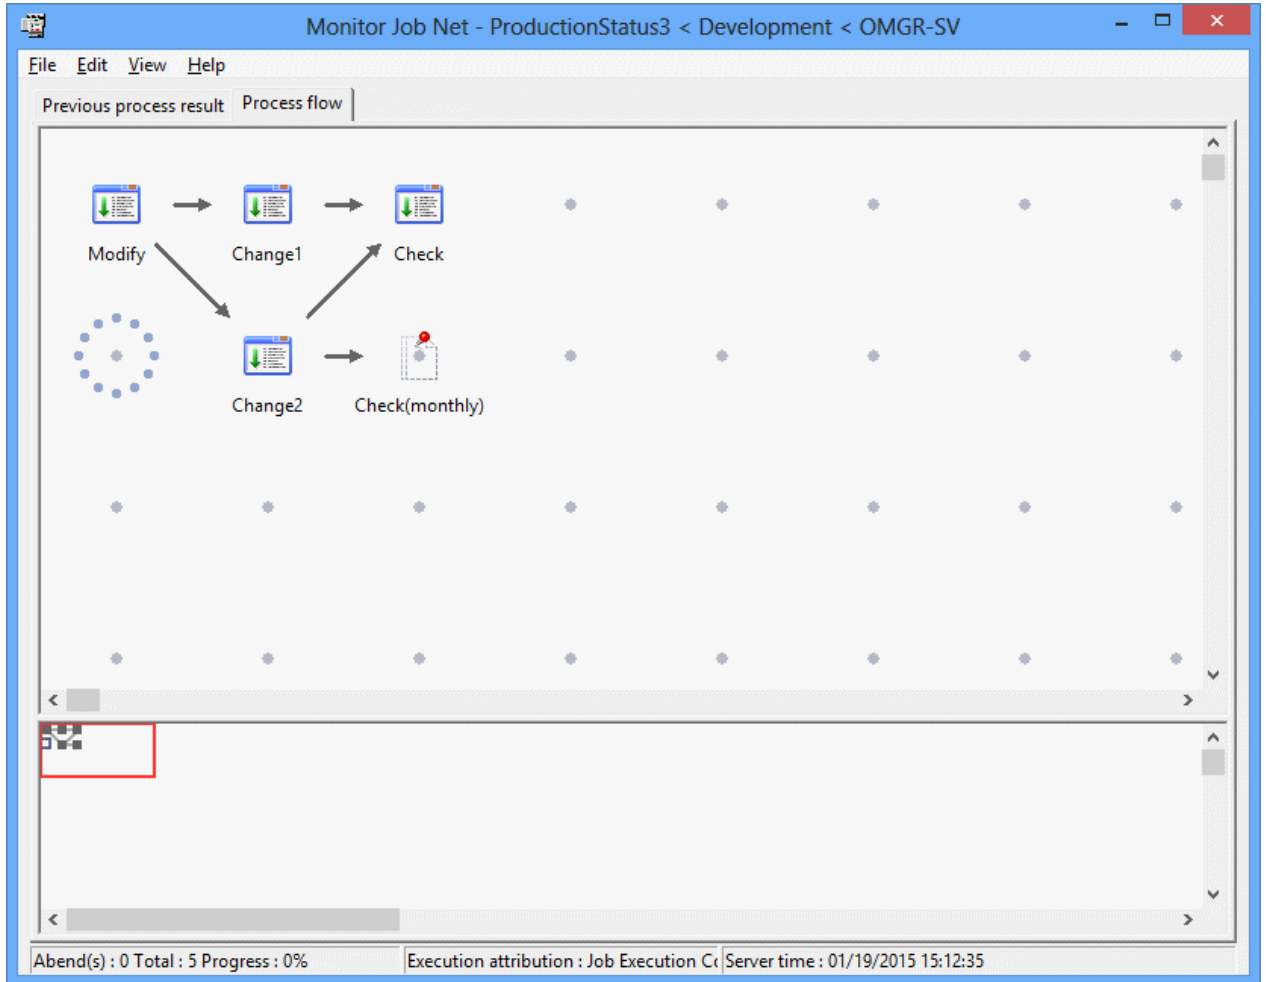 Monitor Job Net - ProductionStatus3 < Development < OMGR-SV
File Edit View Help
Previous process result Process flow
Modify Change1 Check
Change2 Check(monthly)
Abend(s) : 0 Total : 5 Progress : 0% Execution attribution : Job Execution Server time : 01/19/2015 15:12:35